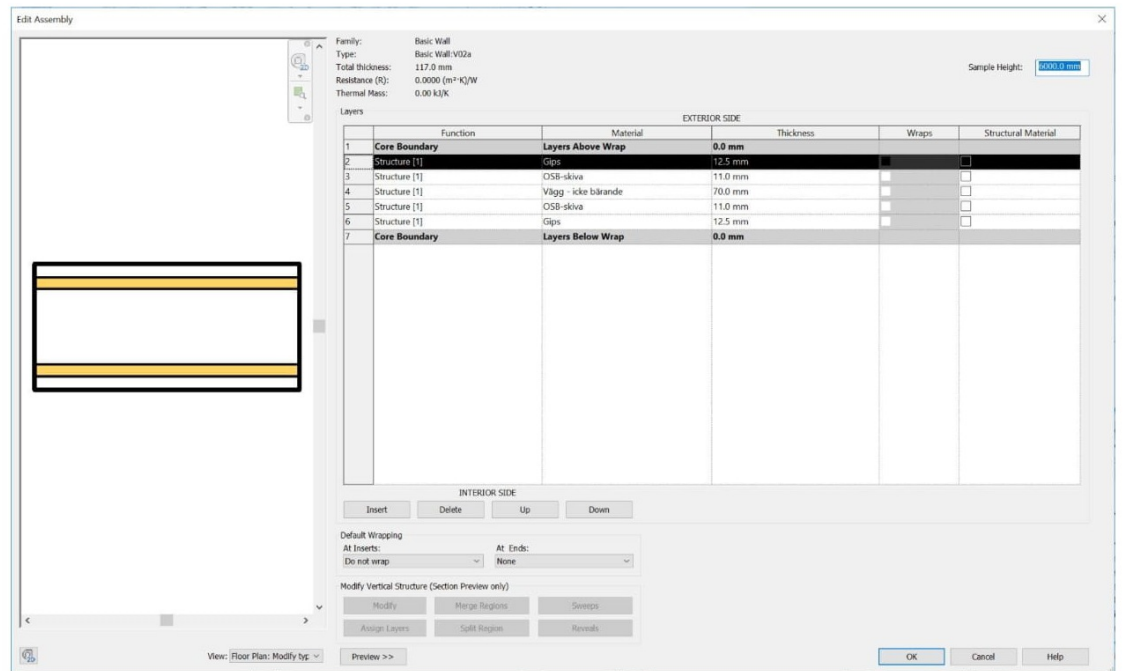 Edit Assembly
Family: Basic Wall
Type: Basic Wall:V02a
Total thickness: 117.0 mm
Resistance (R): 0.0000 (m²·K)/W
Thermal Mass: 0.00 kJ/K
Sample Height: 6000.0 mm
Layers
EXTERIOR SIDE
Function Material Thickness Wraps Structural Material
1 Core Boundary Layers Above Wrap 0.0 mm
2 Structure [1] Gips 12.5 mm
3 Structure [1] OSB-skiva 11.0 mm
4 Structure [1] Vägg - icke bärande 70.0 mm
5 Structure [1] OSB-skiva 11.0 mm
6 Structure [1] Gips 12.5 mm
7 Core Boundary Layers Below Wrap 0.0 mm
INTERIOR SIDE
Insert Delete Up Down
Default Wrapping
At Inserts: At Ends:
Do not wrap None
Modify Vertical Structure (Section Preview only)
Modify Merge Regions Sweeps
Assign Layers Split Region Reveals
View: Floor Plan: Modify typ Preview >> OK Cancel Help